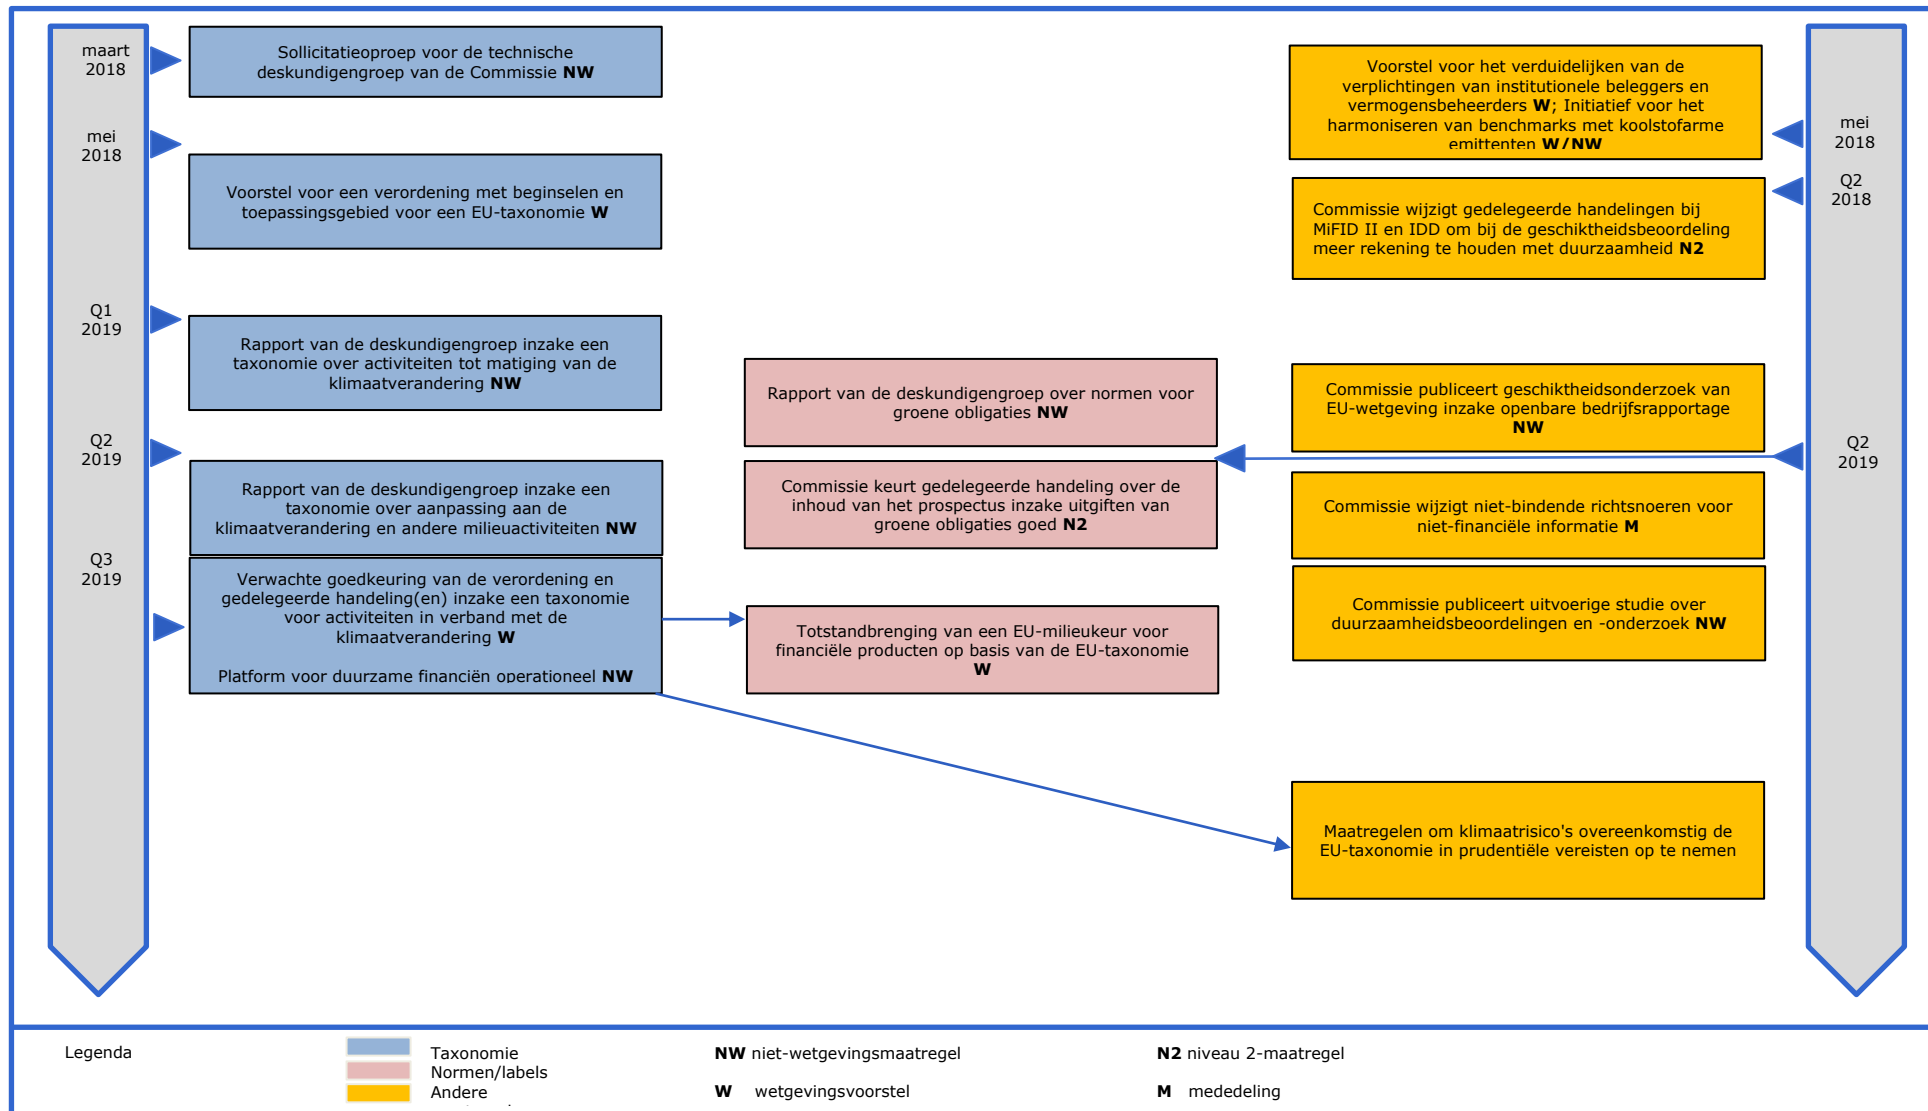 maart
2018
Sollicitatieoproep voor de technische
deskundigengroep van de Commissie NW
mei
2018
Voorstel voor een verordening met beginselen en
toepassingsgebied voor een EU-taxonomie W
Q1
2019
Rapport van de deskundigengroep inzake een
taxonomie over activiteiten tot matiging van de
klimaatverandering NW
Q2
2019
Rapport van de deskundigengroep inzake een
taxonomie over aanpassing aan de
klimaatverandering en andere milieuactiviteiten NW
Q3
2019
Verwachte goedkeuring van de verordening en
gedelegeerde handeling(en) inzake een taxonomie
voor activiteiten in verband met de
klimaatverandering W
Platform voor duurzame financiën operationeel NW
Rapport van de deskundigengroep over normen voor
groene obligaties NW
Commissie keurt gedelegeerde handeling over de
inhoud van het prospectus inzake uitgiften van
groene obligaties goed N2
Totstandbrenging van een EU-milieukeur voor
financiële producten op basis van de EU-taxonomie
W
Voorstel voor het verduidelijken van de
verplichtingen van institutionele beleggers en
vermogensbeheerders W; Initiatief voor het
harmoniseren van benchmarks met koolstofarme
emittenten W/NW
mei
2018
Q2
2018
Commissie wijzigt gedelegeerde handelingen bij
MiFID II en IDD om bij de geschiktheidsbeoordeling
meer rekening te houden met duurzaamheid N2
Commissie publiceert geschiktheidsonderzoek van
EU-wetgeving inzake openbare bedrijfsrapportage
NW
Q2
2019
Commissie wijzigt niet-bindende richtsnoeren voor
niet-financiële informatie M
Commissie publiceert uitvoerige studie over
duurzaamheidsbeoordelingen en -onderzoek NW
Maatregelen om klimaatrisico's overeenkomstig de
EU-taxonomie in prudentiële vereisten op te nemen
Legenda
Taxonomie
Normen/labels
Andere
NW niet-wetgevingsmaatregel
W wetgevingsvoorstel
N2 niveau 2-maatregel
M mededeling